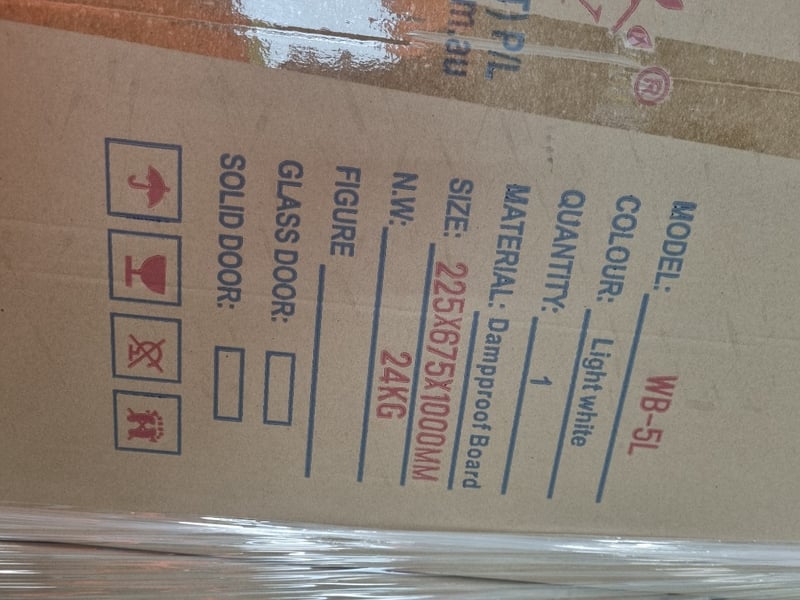 T) P/L
m.au
®
MODEL: WB-5L
COLOUR: Light white
QUANTITY: 1
MATERIAL: Dampproof Board
SIZE: 225X675X1000MM
N.W: 24KG
FIGURE
GLASS DOOR:
SOLID DOOR: